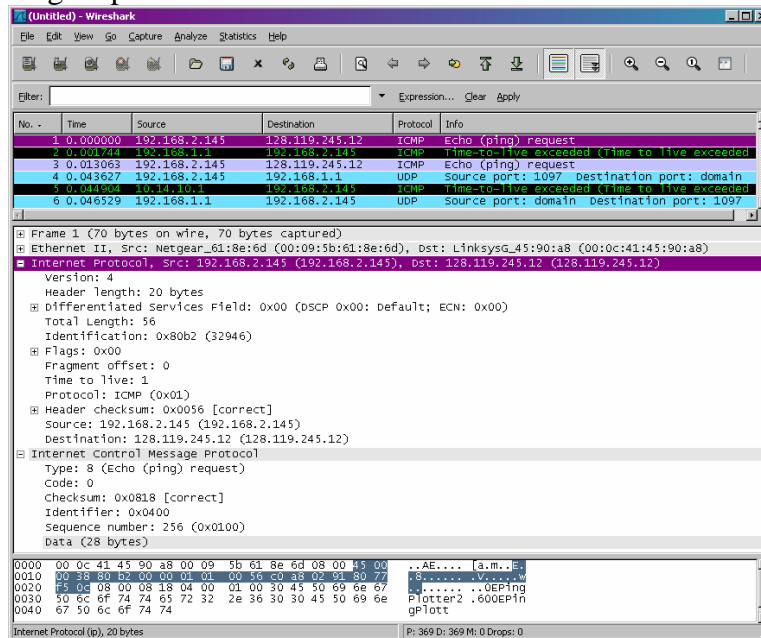 (Untitled) - Wireshark
File Edit View Go Capture Analyze Statistics Help
Filter: Expression... Clear Apply
No. - Time Source Destination Protocol Info
1 0.000000 192.168.2.145 128.119.245.12 ICMP Echo (ping) request
2 0.001744 192.168.1.1 192.168.2.145 ICMP Time-to-live exceeded (Time to live exceeded
3 0.013063 192.168.2.145 128.119.245.12 ICMP Echo (ping) request
4 0.043627 192.168.2.145 192.168.1.1 UDP Source port: 1097 Destination port: domain
5 0.044904 10.14.10.1 192.168.2.145 ICMP Time-to-live exceeded (Time to live exceeded
6 0.046529 192.168.1.1 192.168.2.145 UDP Source port: domain Destination port: 1097
Frame 1 (70 bytes on wire, 70 bytes captured)
Ethernet II, Src: Netgear_61:8e:6d (00:09:5b:61:8e:6d), Dst: LinksysG_45:90:a8 (00:0c:41:45:90:a8)
Internet Protocol, Src: 192.168.2.145 (192.168.2.145), Dst: 128.119.245.12 (128.119.245.12)
Version: 4
Header length: 20 bytes
Differentiated Services Field: 0x00 (DSCP 0x00: Default; ECN: 0x00)
Total Length: 56
Identification: 0x80b2 (32946)
Flags: 0x00
Fragment offset: 0
Time to live: 1
Protocol: ICMP (0x01)
Header checksum: 0x0056 [correct]
Source: 192.168.2.145 (192.168.2.145)
Destination: 128.119.245.12 (128.119.245.12)
Internet Control Message Protocol
Type: 8 (Echo (ping) request)
Code: 0
Checksum: 0x0818 [correct]
Identifier: 0x0400
Sequence number: 256 (0x0100)
Data (28 bytes)
0000 00 0c 41 45 90 a8 00 09 5b 61 8e 6d 08 00 45 00 ..AE.... [a.m..E.
0010 00 38 80 b2 00 00 01 01 00 56 c0 a8 02 91 80 77 .8...... .V.....w
0020 f5 0c 08 00 08 18 04 00 01 00 30 45 50 69 6e 67 ........ ..0EPing
0030 50 6c 6f 74 74 65 72 32 2e 36 30 30 45 50 69 6e Plotter2 .600EPin
0040 67 50 6c 6f 74 74 gPlott
Internet Protocol (ip), 20 bytes P: 369 D: 369 M: 0 Drops: 0